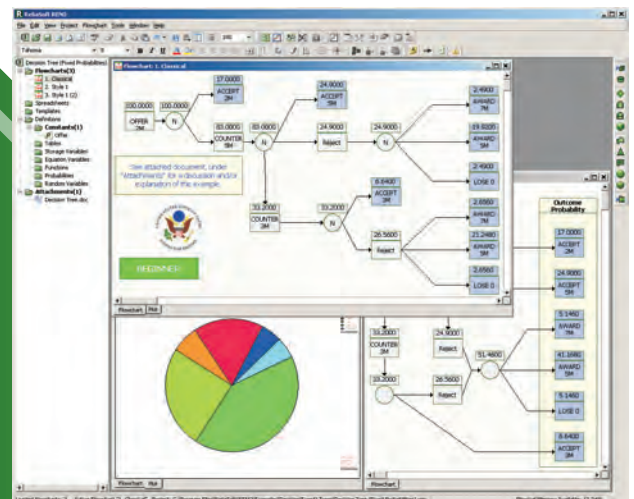 ReliaSoft RENO
File Edit View Project Flowchart Tools Window Help
Tahoma
Decision Tree (Fixed Probabilities)
Flowcharts(3)
1. Classical
2. Style 1
3. Style 1 (2)
Spreadsheets
Templates
Definitions
Constants(1)
Offer
Tables
Storage Variables
Equation Variables
Functions
Probabilities
Random Variables
Attachments(1)
Decision Tree.doc
Flowchart: 1. Classical
100.0000
OFFER
2M
100.0000
N
17.0000
ACCEPT
2M
83.0000
COUNTER
5M
83.0000
N
24.9000
ACCEPT
5M
24.9000
Reject
24.9000
N
2.4900
AWARD
7M
19.9200
AWARD
5M
2.4900
LOSE 0
See attached document, under
"Attachments" for a discussion and/or
explanation of the example.
33.2000
COUNTER
3M
33.2000
N
6.6400
ACCEPT
3M
26.5600
Reject
2.6560
AWARD
7M
21.2480
AWARD
5M
2.6560
LOSE 0
Flowchart
Plot
Outcome
Probability
17.0000
ACCEPT
2M
24.9000
ACCEPT
5M
5.1460
AWARD
7M
41.1680
AWARD
5M
5.1460
LOSE 0
6.6400
ACCEPT
3M
33.2000
COUNTER
3M
24.9000
Reject
51.4600
33.2000
26.5600
Reject
Flowchart
Plot
Flowchart